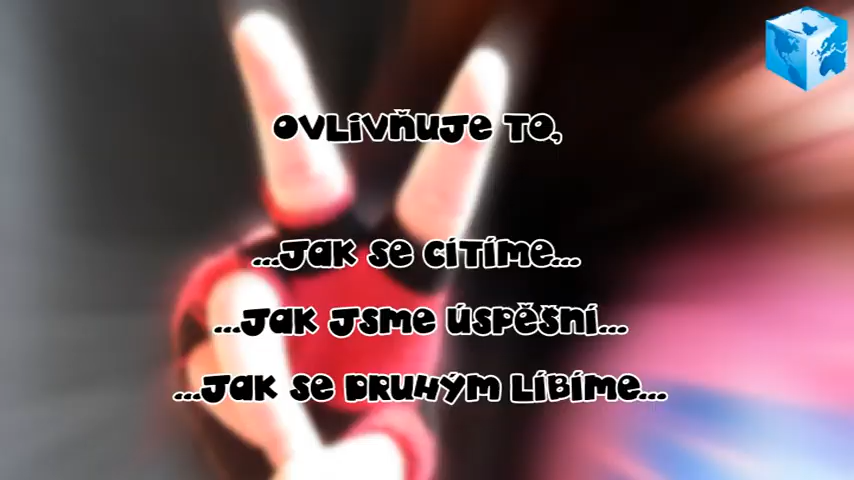 Ovlivňuje to,
...jak se cítíme...
...jak jsme úspěšní...
...jak se druhým líbíme...